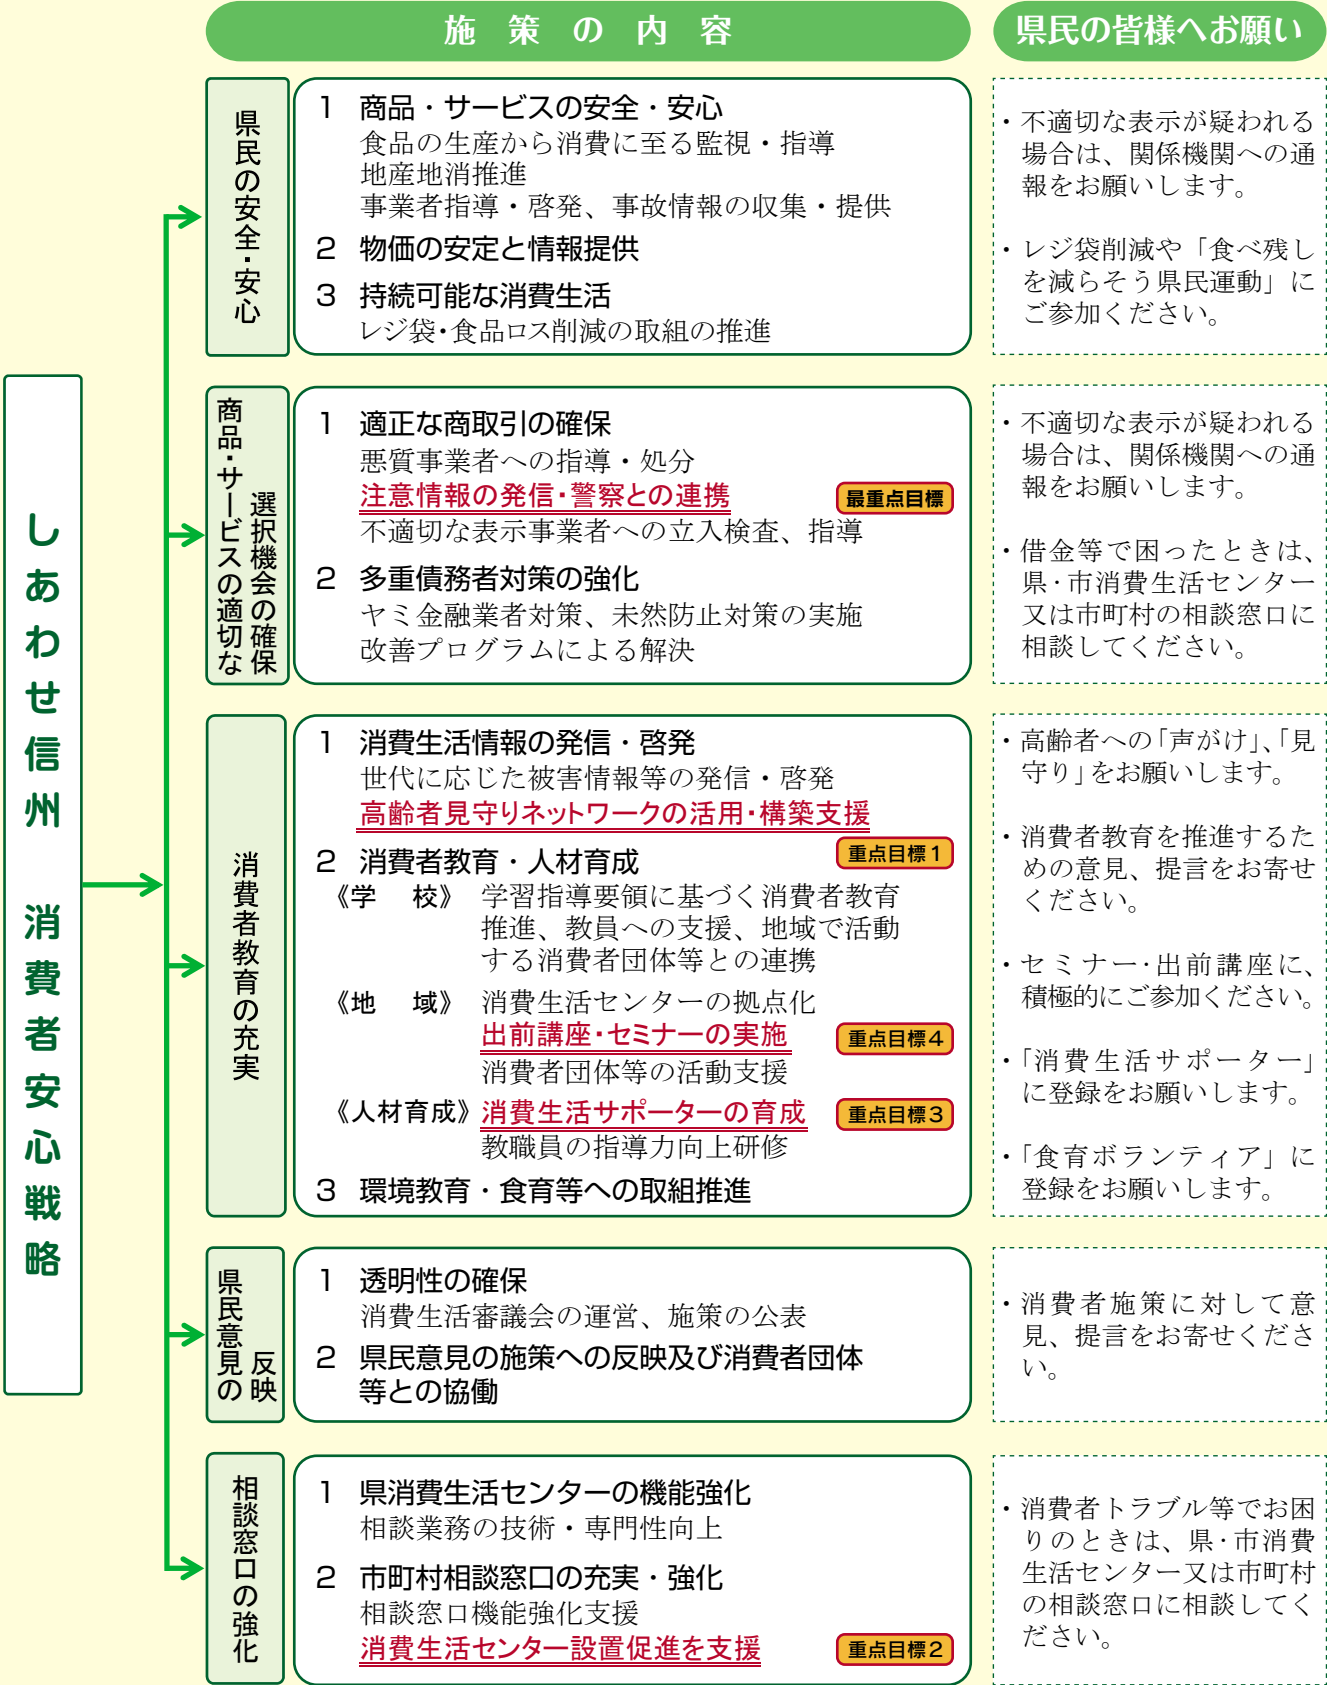 施策の内容
県民の皆様へお願い
しあわせ信州 消費者安心戦略
県民の安全・安心
1 商品・サービスの安全・安心
食品の生産から消費に至る監視・指導
地産地消推進
事業者指導・啓発、事故情報の収集・提供
2 物価の安定と情報提供
3 持続可能な消費生活
レジ袋・食品ロス削減の取組の推進
・不適切な表示が疑われる
場合は、関係機関への通
報をお願いします。
・レジ袋削減や「食べ残し
を減らそう県民運動」に
ご参加ください。
商品・サービスの適切な
選択機会の確保
1 適正な商取引の確保
悪質事業者への指導・処分
注意情報の発信・警察との連携
最重点目標
不適切な表示事業者への立入検査、指導
2 多重債務者対策の強化
ヤミ金融業者対策、未然防止対策の実施
改善プログラムによる解決
・不適切な表示が疑われる
場合は、関係機関への通
報をお願いします。
・借金等で困ったときは、
県・市消費生活センター
又は市町村の相談窓口に
相談してください。
消費者教育の充実
1 消費生活情報の発信・啓発
世代に応じた被害情報等の発信・啓発
高齢者見守りネットワークの活用・構築支援
重点目標1
2 消費者教育・人材育成
《学 校》 学習指導要領に基づく消費者教育
推進、教員への支援、地域で活動
する消費者団体等との連携
《地 域》 消費生活センターの拠点化
出前講座・セミナーの実施
重点目標4
消費者団体等の活動支援
《人材育成》 消費生活サポーターの育成
重点目標3
教職員の指導力向上研修
3 環境教育・食育等への取組推進
・高齢者への「声がけ」、「見
守り」をお願いします。
・消費者教育を推進するた
めの意見、提言をお寄せ
ください。
・セミナー・出前講座に、
積極的にご参加ください。
・「消費生活サポーター」
に登録をお願いします。
・「食育ボランティア」に
登録をお願いします。
県民意見の
反映
1 透明性の確保
消費生活審議会の運営、施策の公表
2 県民意見の施策への反映及び消費者団体
等との協働
・消費者施策に対して意
見、提言をお寄せくださ
い。
相談窓口の強化
1 県消費生活センターの機能強化
相談業務の技術・専門性向上
2 市町村相談窓口の充実・強化
相談窓口機能強化支援
消費生活センター設置促進を支援
重点目標2
・消費者トラブル等でお困
りのときは、県・市消費
生活センター又は市町村
の相談窓口に相談してく
ださい。